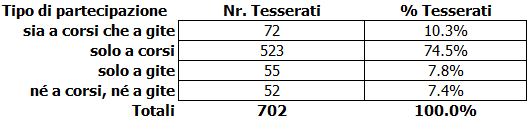 Tipo di partecipazione Nr. Tesserati % Tesserati
sia a corsi che a gite 72 10.3%
solo a corsi 523 74.5%
solo a gite 55 7.8%
né a corsi, né a gite 52 7.4%
Totali 702 100.0%